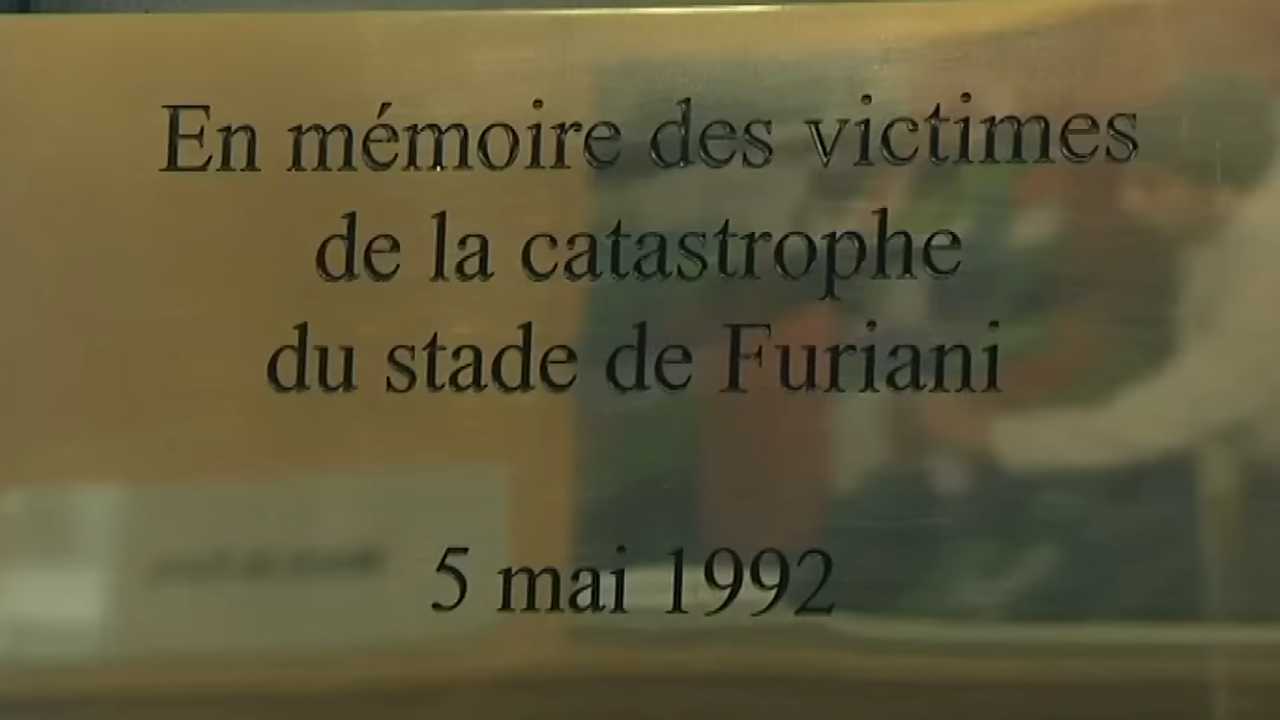 En mémoire des victimes
de la catastrophe
du stade de Furiani
5 mai 1992